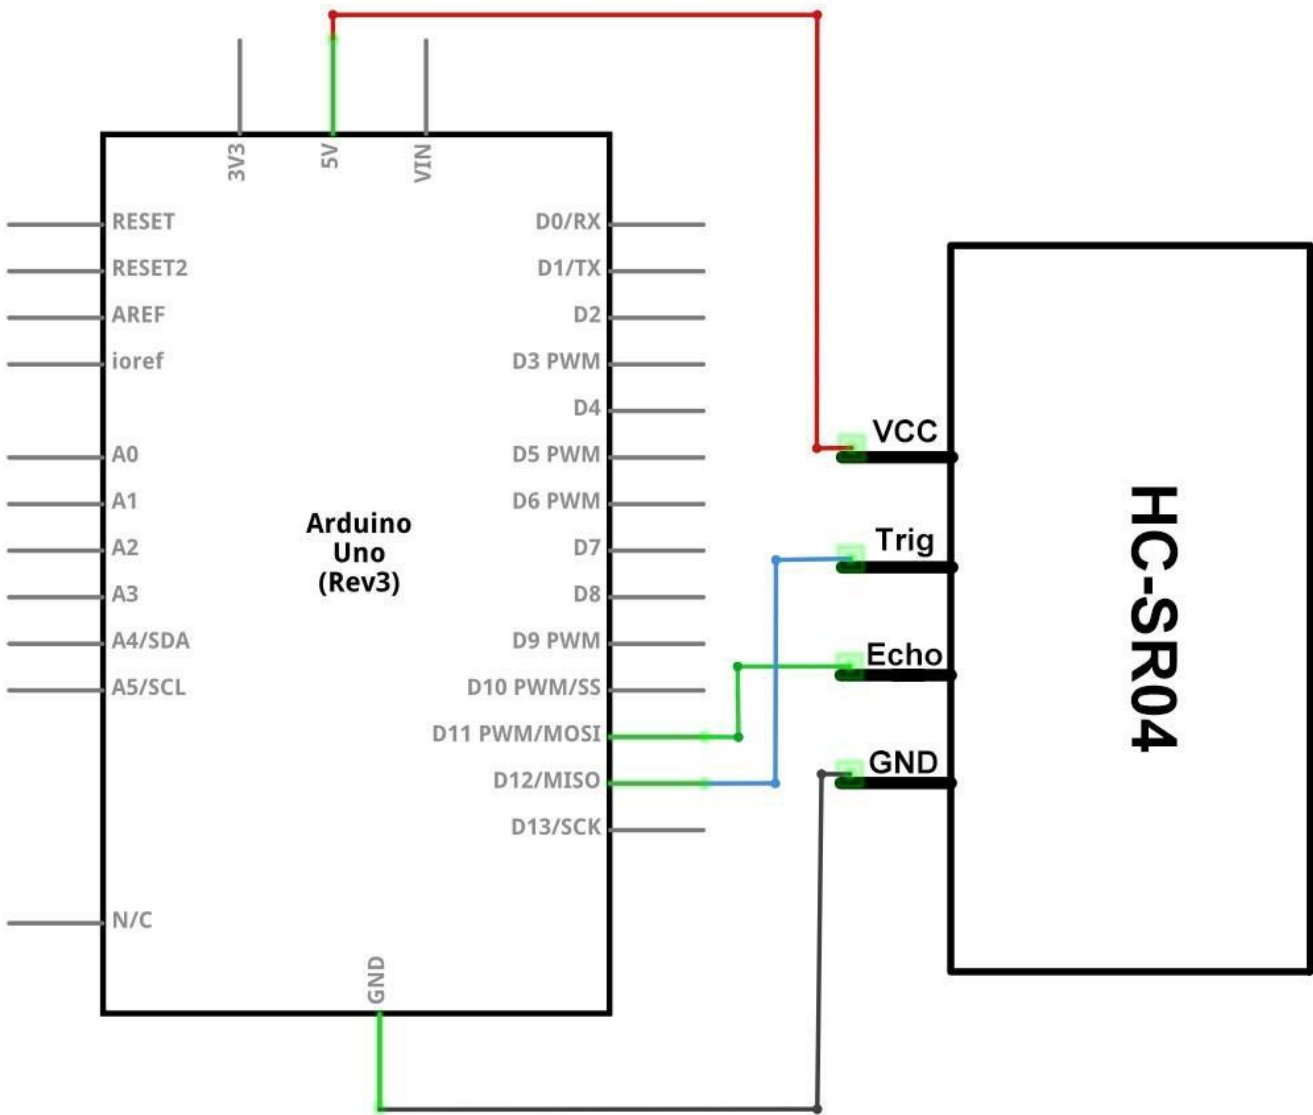 3V3
5V
VIN
RESET
RESET2
AREF
ioref
A0
A1
A2
A3
A4/SDA
A5/SCL
N/C
Arduino
Uno
(Rev3)
D0/RX
D1/TX
D2
D3 PWM
D4
D5 PWM
D6 PWM
D7
D8
D9 PWM
D10 PWM/SS
D11 PWM/MOSI
D12/MISO
D13/SCK
GND
VCC
Trig
Echo
GND
HC-SR04